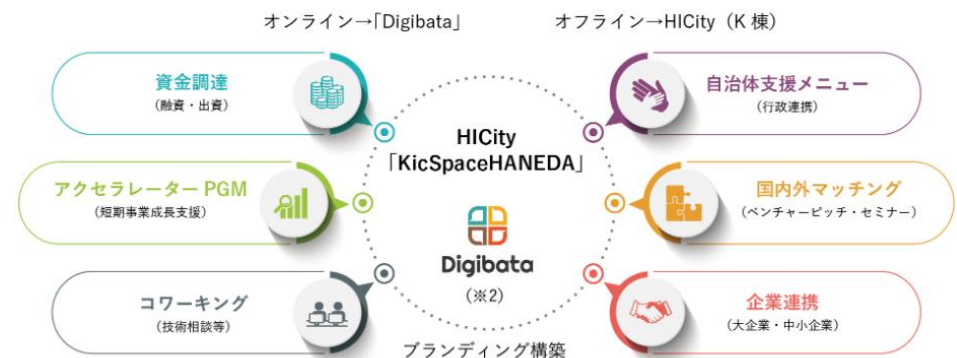 オンライン→「Digibata」
オフライン→HICity（K 棟）
資金調達
（融資・出資）
アクセラレーター PGM
（短期事業成長支援）
コワーキング
（技術相談等）
HICity
「KicSpaceHANEDA」
Digibata
（※2）
ブランディング構築
自治体支援メニュー
（行政連携）
国内外マッチング
（ベンチャーピッチ・セミナー）
企業連携
（大企業・中小企業）